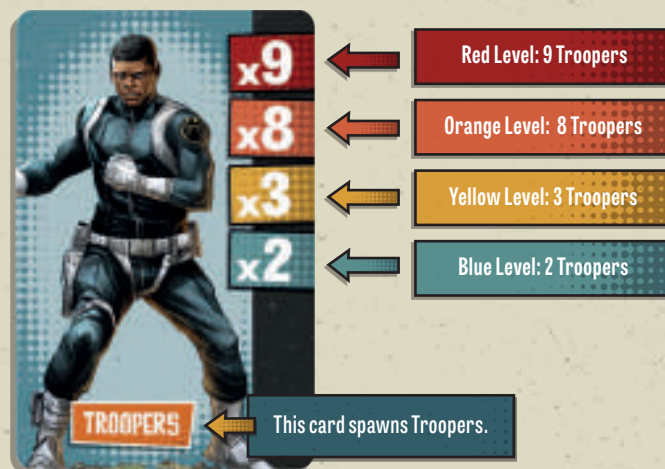 x9
Red Level: 9 Troopers
x8
Orange Level: 8 Troopers
x3
Yellow Level: 3 Troopers
x2
Blue Level: 2 Troopers
TROOPERS
This card spawns Troopers.